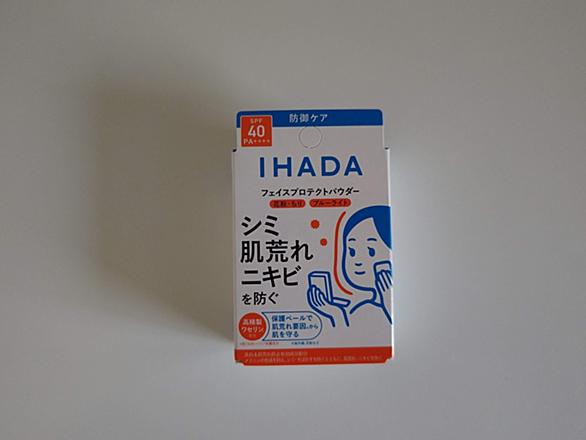 防御ケア
SPF
40
PA++++
IHADA
フェイスプロテクトパウダー
花粉・ちり ブルーライト
シミ
肌荒れ
ニキビ
を防ぐ
高精製
ワセリン
保護ベールで
肌荒れ要因 から
肌を守る